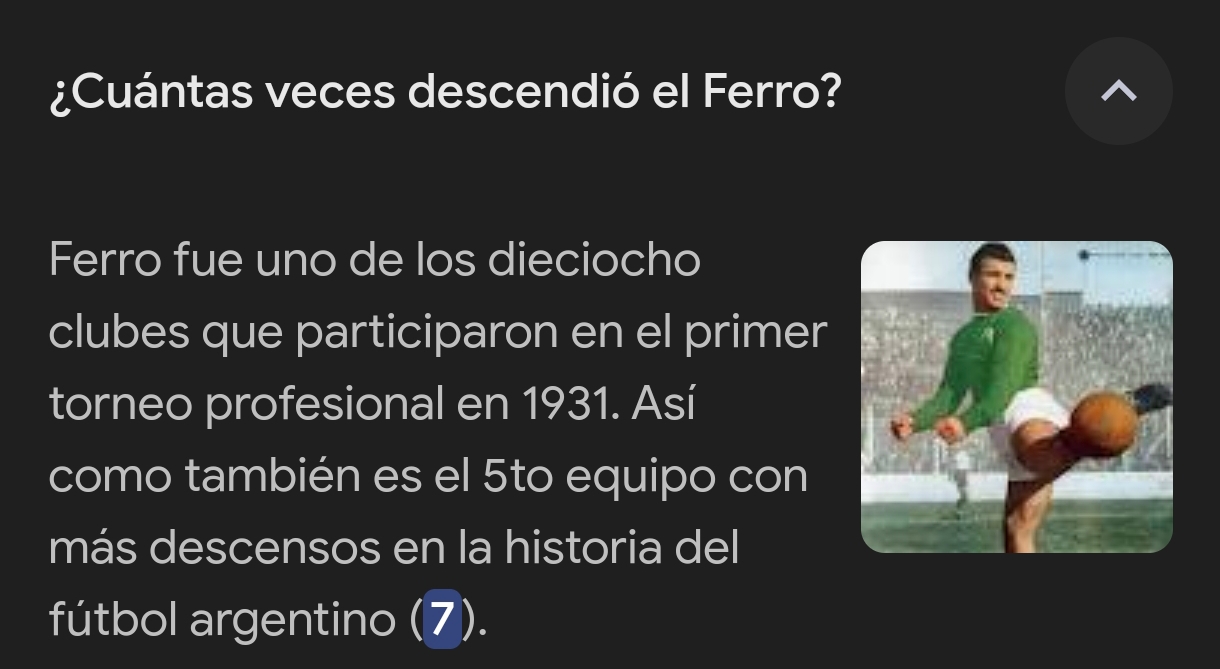 ¿Cuántas veces descendió el Ferro?
Ferro fue uno de los dieciocho
clubes que participaron en el primer
torneo profesional en 1931. Así
como también es el 5to equipo con
más descensos en la historia del
fútbol argentino (7).